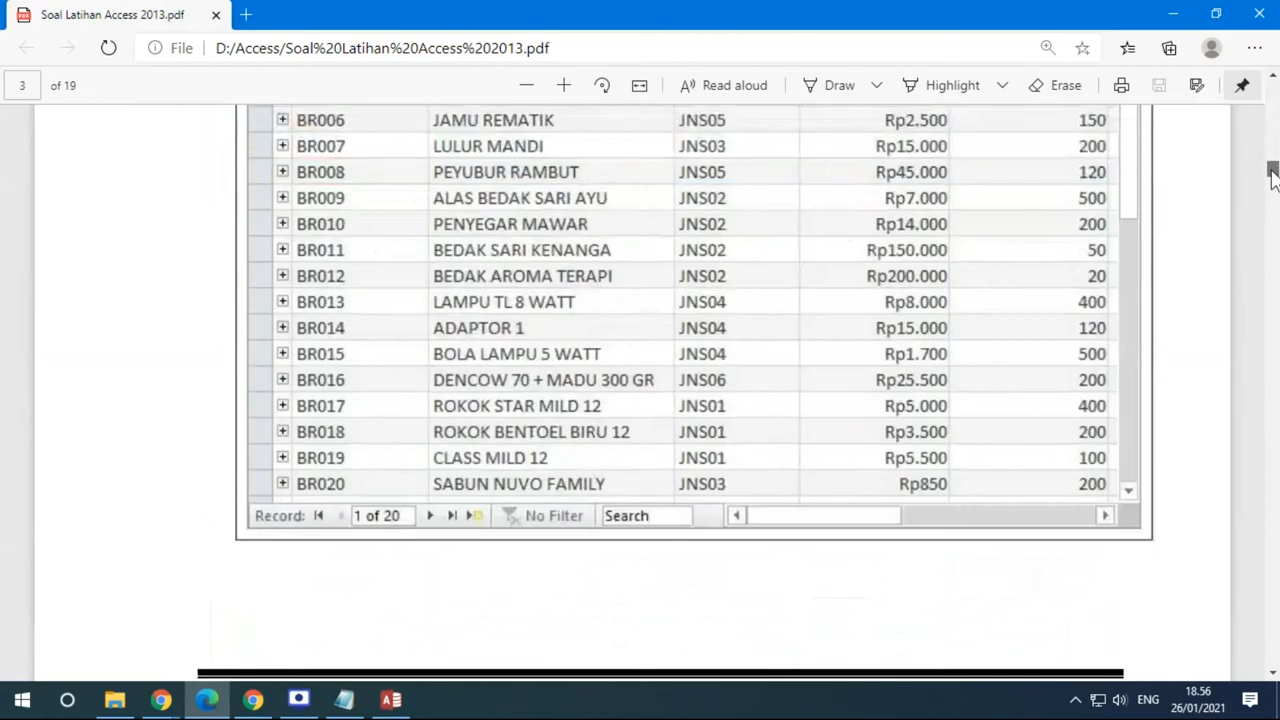 Soal Latihan Access 2013.pdf
File D:/Access/Soal%20Latihan%20Access%202013.pdf
3 of 19 Read aloud Draw Highlight Erase
BR006 JAMU REMATIK JNS05 Rp2.500 150
BR007 LULUR MANDI JNS03 Rp15.000 200
BR008 PEYUBUR RAMBUT JNS05 Rp45.000 120
BR009 ALAS BEDAK SARI AYU JNS02 Rp7.000 500
BR010 PENYEGAR MAWAR JNS02 Rp14.000 200
BR011 BEDAK SARI KENANGA JNS02 Rp150.000 50
BR012 BEDAK AROMA TERAPI JNS02 Rp200.000 20
BR013 LAMPU TL 8 WATT JNS04 Rp8.000 400
BR014 ADAPTOR 1 JNS04 Rp15.000 120
BR015 BOLA LAMPU 5 WATT JNS04 Rp1.700 500
BR016 DENCOW 70 + MADU 300 GR JNS06 Rp25.500 200
BR017 ROKOK STAR MILD 12 JNS01 Rp5.000 400
BR018 ROKOK BENTOEL BIRU 12 JNS01 Rp3.500 200
BR019 CLASS MILD 12 JNS01 Rp5.500 100
BR020 SABUN NUVO FAMILY JNS03 Rp850 200
Record: 1 of 20 No Filter Search
ENG 18.56
26/01/2021